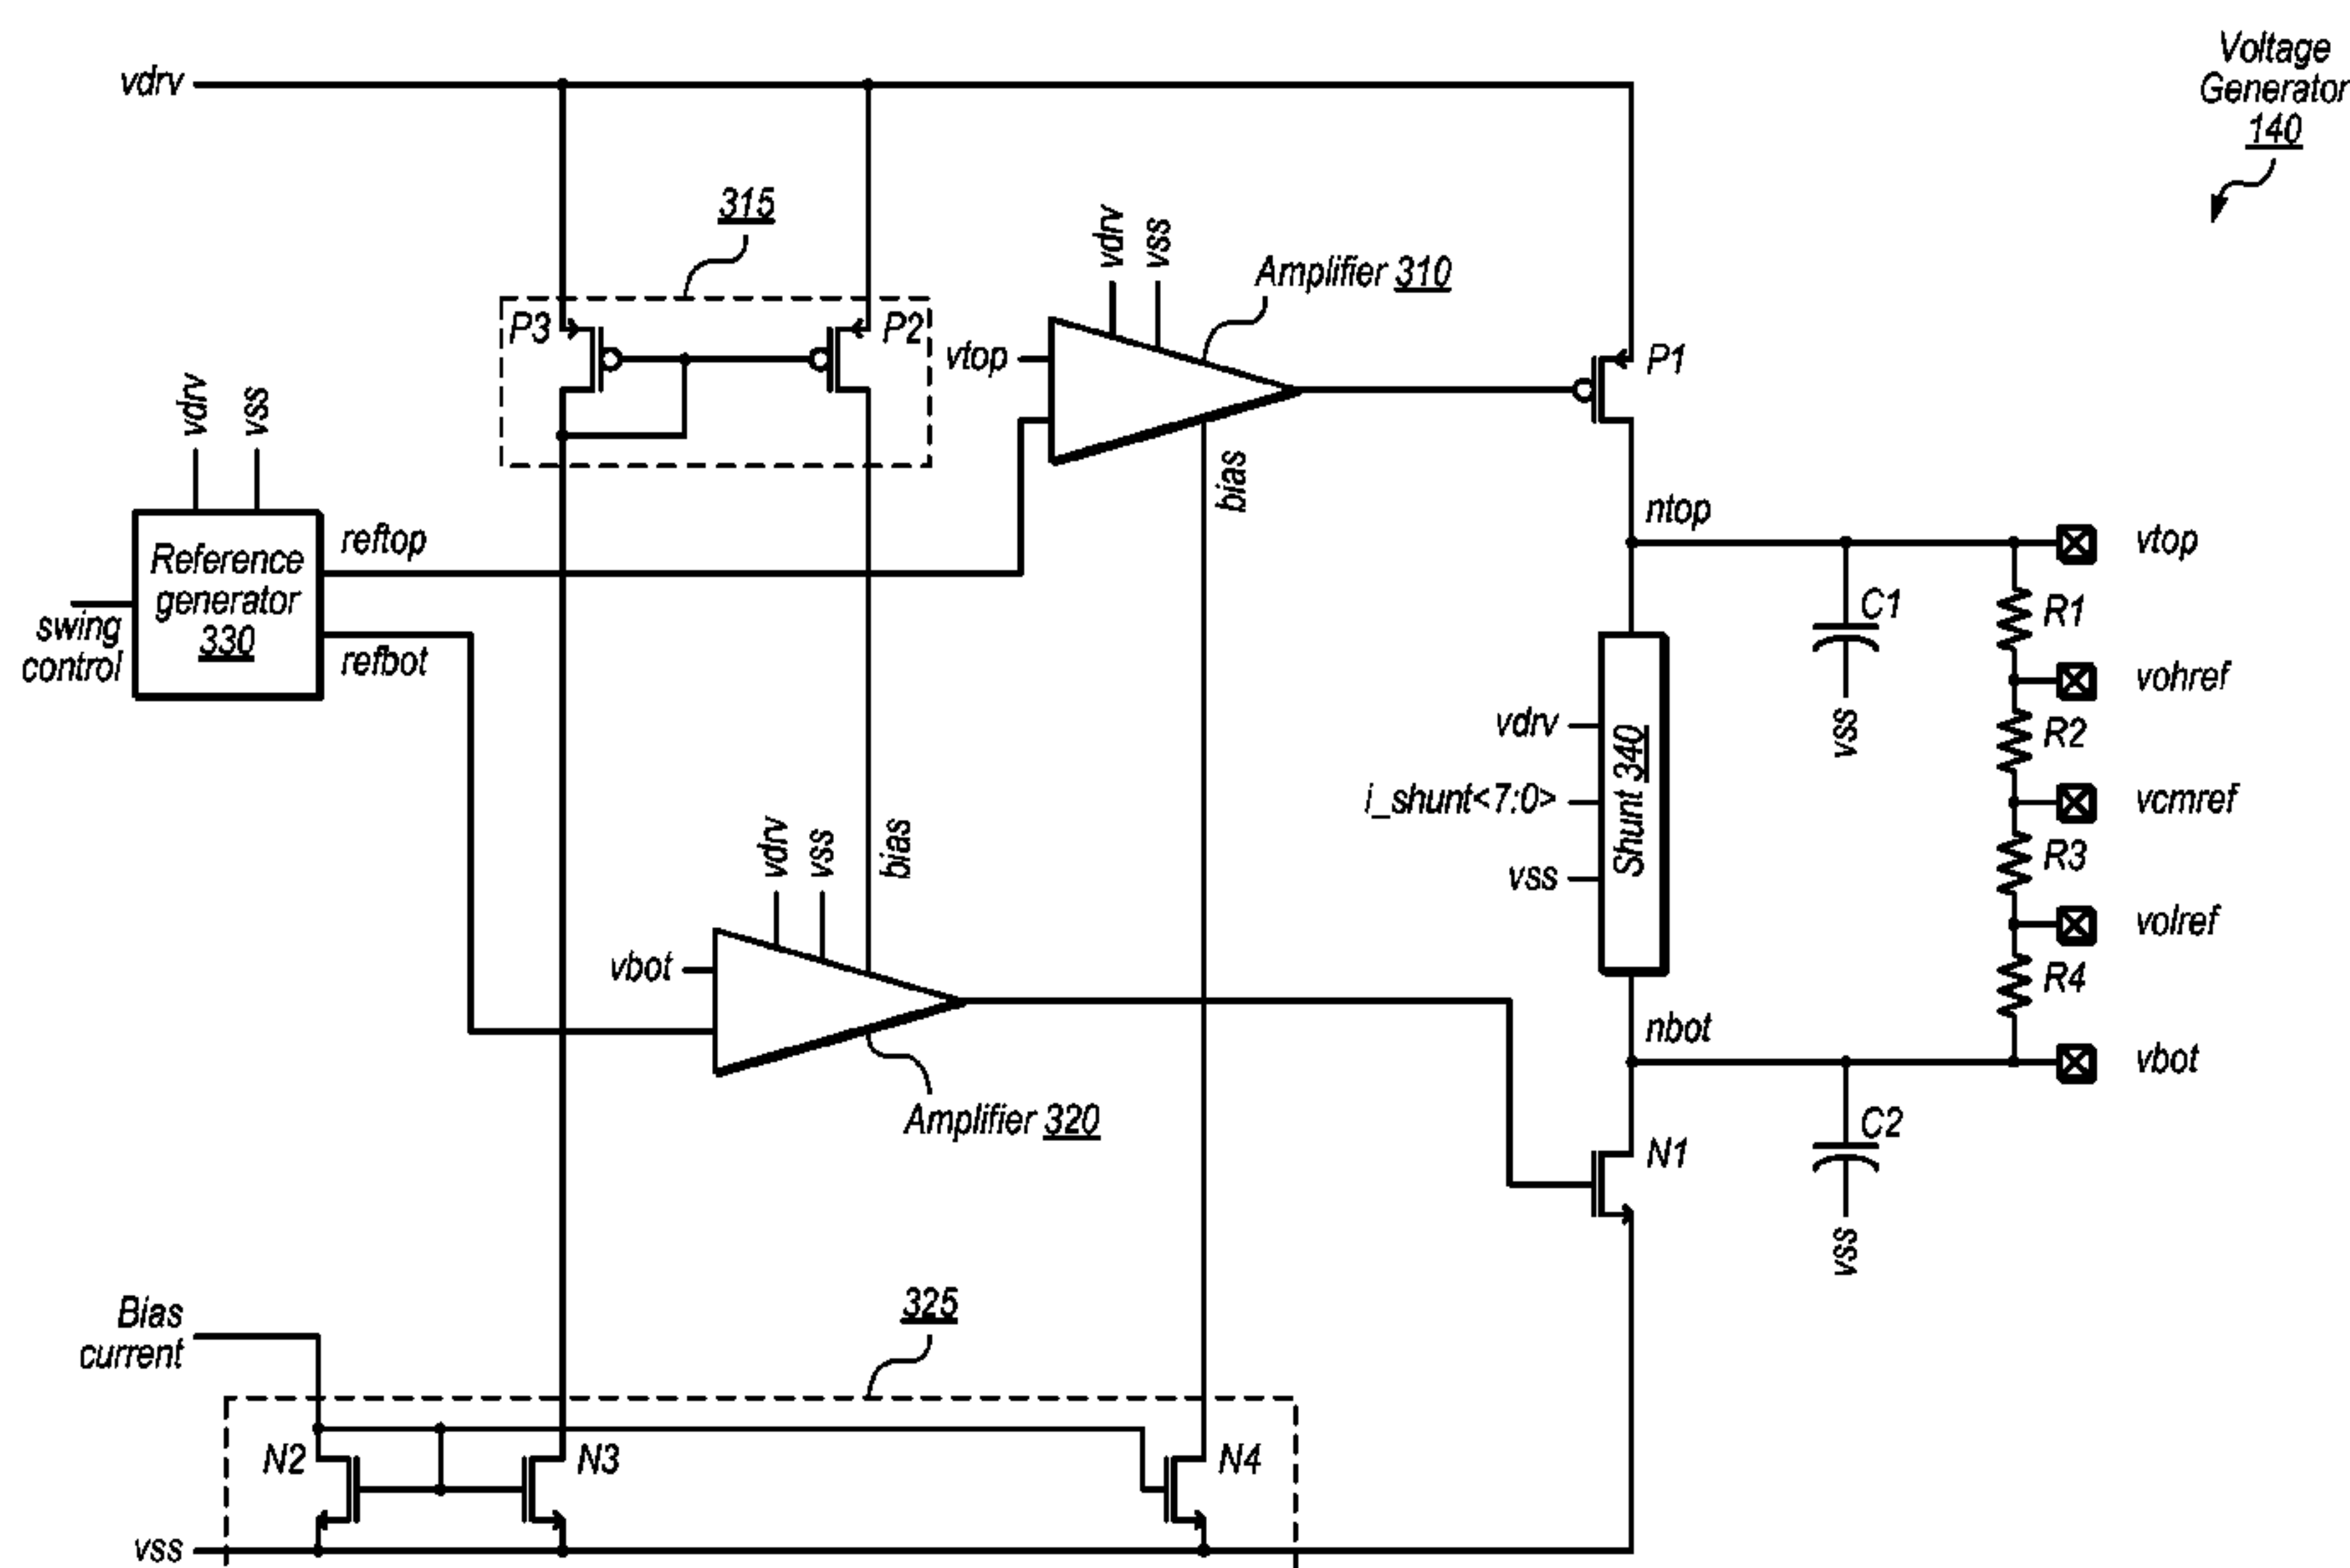 Voltage
Generator
140
vdrv
315
P3
P2
vdrv
vss
Amplifier 310
vtop
bias
P1
vdrv
vss
Reference
generator
330
swing
control
reftop
refbot
ntop
vtop
C1
vss
R1
vohref
R2
vcmref
R3
volref
R4
vbot
vdrv
i_shunt<7:0>
vss
Shunt 340
nbot
vdrv
vss
bias
vbot
Amplifier 320
C2
vss
N1
Bias
current
325
N2
N3
N4
vss